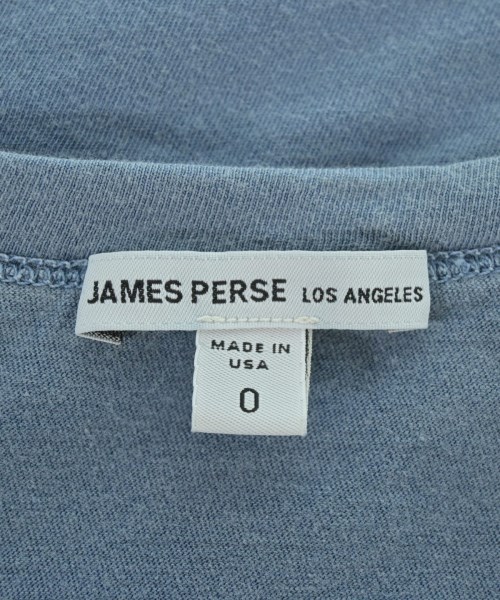 JAMES PERSE LOS ANGELES
MADE IN
USA
0